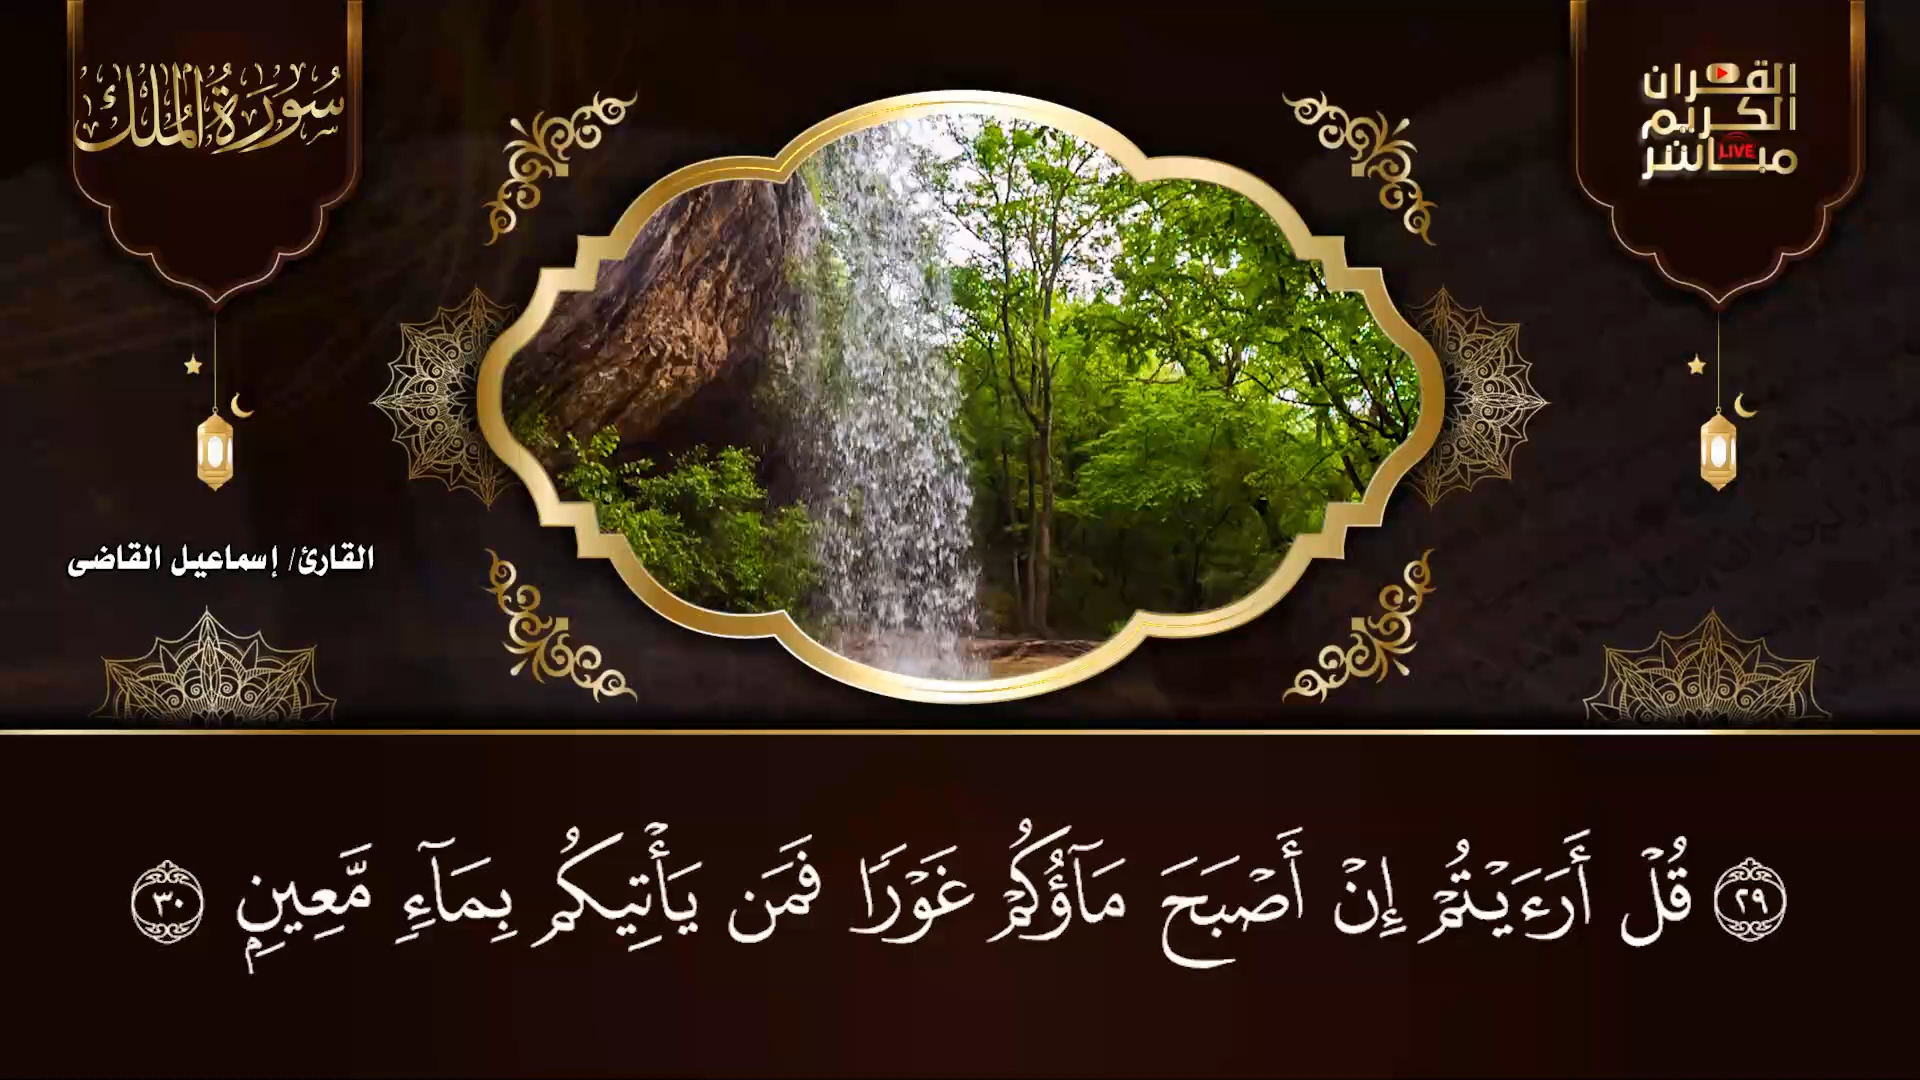 سُورَةُ المُلْكِ
القرآن
الكريم
مباشر
LIVE
القارئ/ إسماعيل القاضى
٢٩ قُلْ أَرَءَيْتُمْ إِنْ أَصْبَحَ مَآؤُكُمْ غَوْرًا فَمَن يَأْتِيكُم بِمَآءٍ مَّعِينٍۭ ٣٠